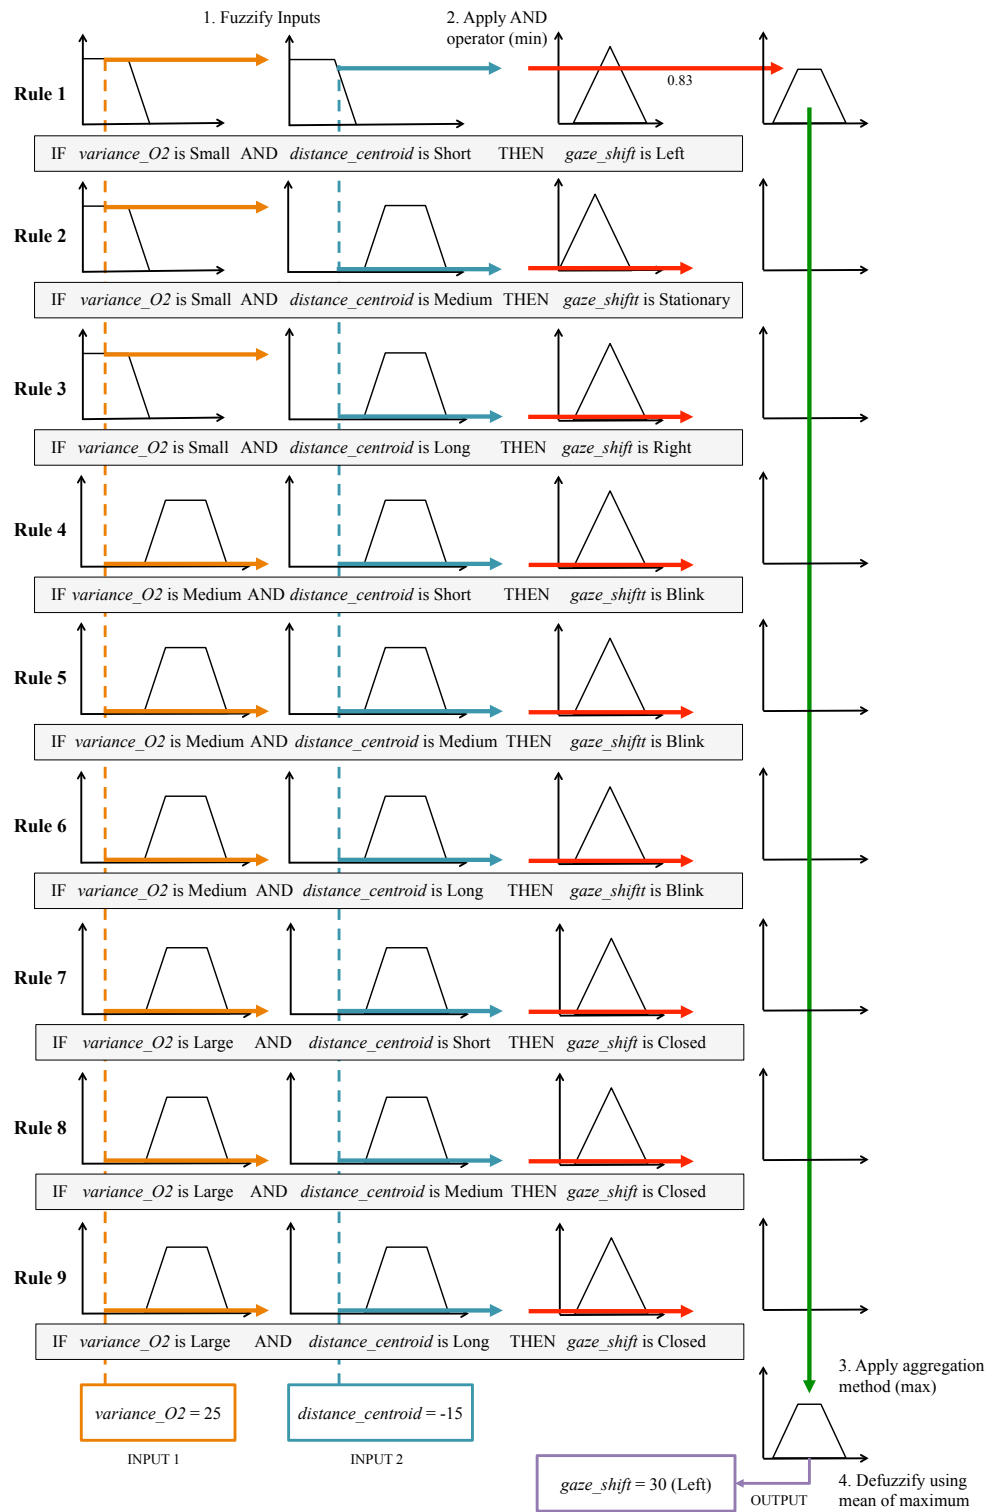 1. Fuzzify Inputs
2. Apply AND
operator (min)
Rule 1
0.83
IF variance_O2 is Small AND distance_centroid is Short THEN gaze_shift is Left
Rule 2
IF variance_O2 is Small AND distance_centroid is Medium THEN gaze_shiftt is Stationary
Rule 3
IF variance_O2 is Small AND distance_centroid is Long THEN gaze_shift is Right
Rule 4
IF variance_O2 is Medium AND distance_centroid is Short THEN gaze_shiftt is Blink
Rule 5
IF variance_O2 is Medium AND distance_centroid is Medium THEN gaze_shiftt is Blink
Rule 6
IF variance_O2 is Medium AND distance_centroid is Long THEN gaze_shiftt is Blink
Rule 7
IF variance_O2 is Large AND distance_centroid is Short THEN gaze_shift is Closed
Rule 8
IF variance_O2 is Large AND distance_centroid is Medium THEN gaze_shift is Closed
Rule 9
IF variance_O2 is Large AND distance_centroid is Long THEN gaze_shift is Closed
3. Apply aggregation
method (max)
variance_O2 = 25
distance_centroid = -15
INPUT 1
INPUT 2
gaze_shift = 30 (Left)
OUTPUT
4. Defuzzify using
mean of maximum